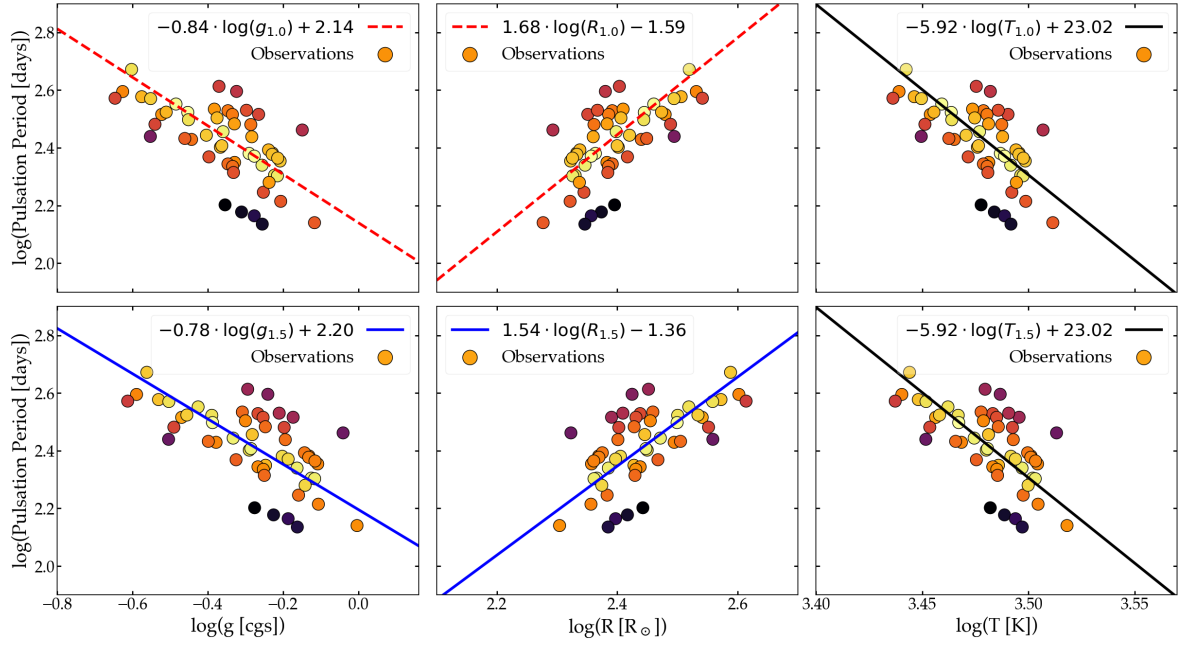 −0.84 · log(g1.0) + 2.14
Observations
1.68 · log(R1.0) − 1.59
Observations
−5.92 · log(T1.0) + 23.02
Observations
log(Pulsation Period [days])
2.8
2.6
2.4
2.2
2.0
−0.78 · log(g1.5) + 2.20
Observations
1.54 · log(R1.5) − 1.36
Observations
−5.92 · log(T1.5) + 23.02
Observations
log(Pulsation Period [days])
2.8
2.6
2.4
2.2
2.0
−0.8 −0.6 −0.4 −0.2 0.0
2.2 2.4 2.6
3.40 3.45 3.50 3.55
log(g [cgs])
log(R [R⊙])
log(T [K])